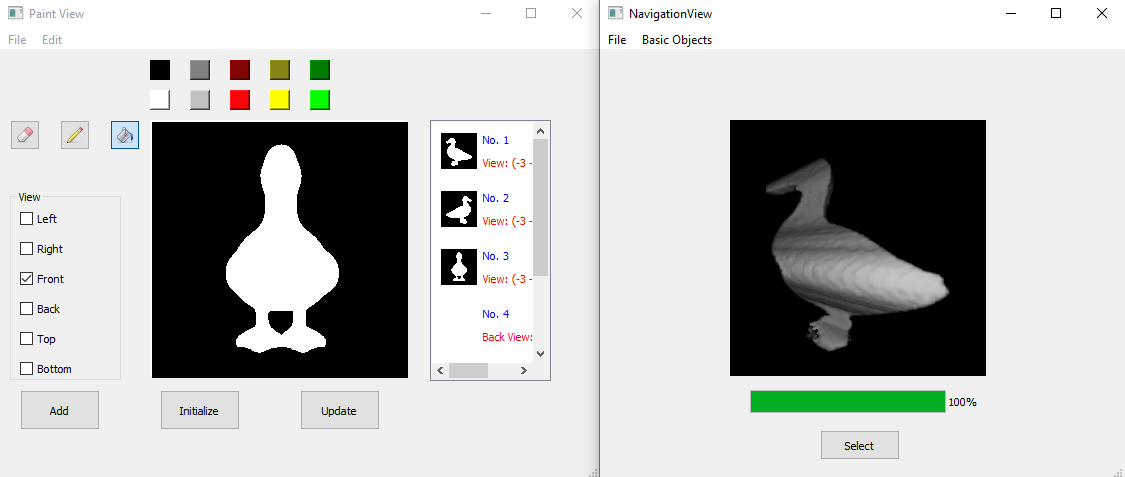 Paint View
File Edit
View
Left
Right
Front
Back
Top
Bottom
Add
Initialize
Update
No. 1
View: (-3 -
No. 2
View: (-3 -
No. 3
View: (-3 -
No. 4
Back View:
NavigationView
File Basic Objects
100%
Select